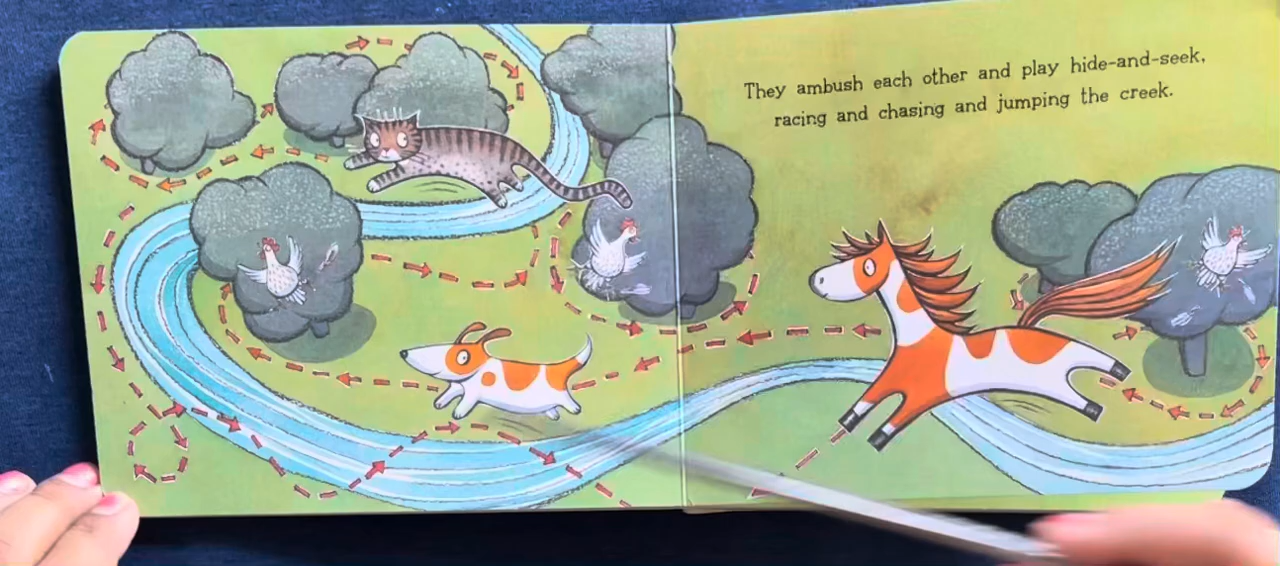 They ambush each other and play hide-and-seek,
racing and chasing and jumping the creek.